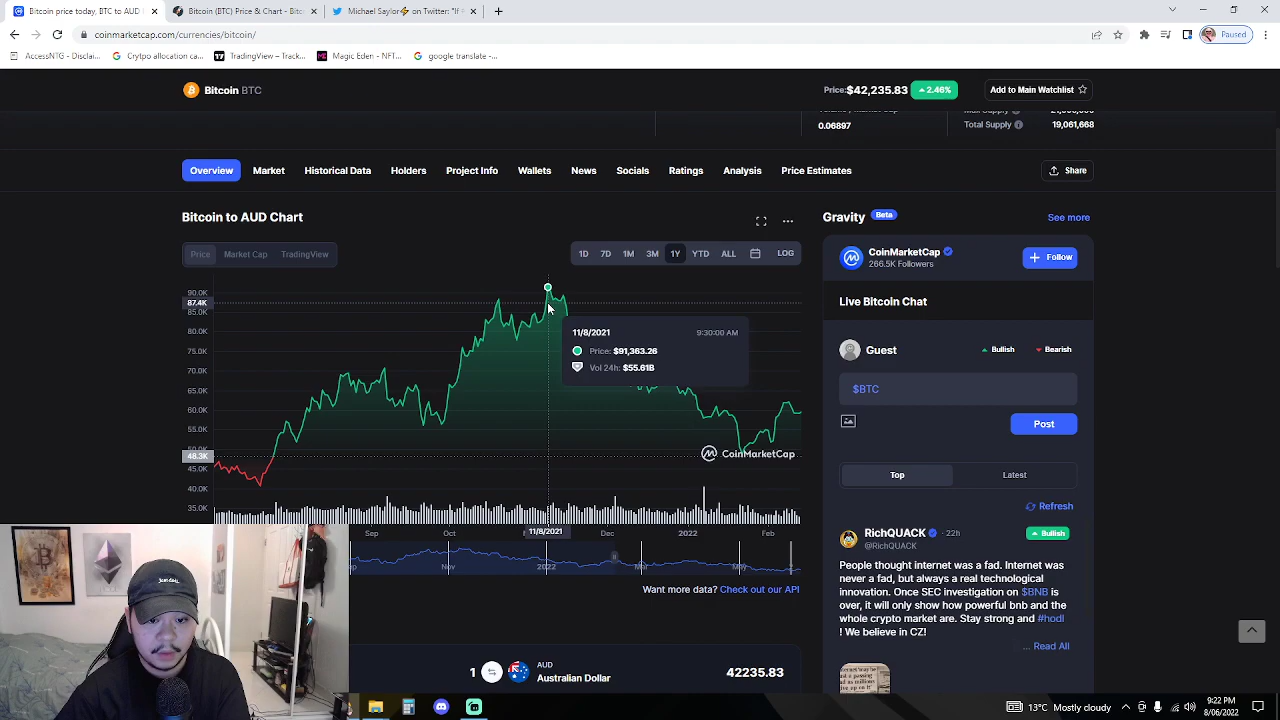 Bitcoin price today, BTC to AUD
Bitcoin (BTC) Price & Chart - Bitc
Michael Saylor⚡ on Twitter: "If
coinmarketcap.com/currencies/bitcoin/
Paused
AccessNTG - Disclai...
Crytpo allocation ca...
TradingView – Track...
Magic Eden - NFT...
google translate -...
Bitcoin BTC
Price:$42,235.83
2.46%
Add to Main Watchlist
0.06897
Total Supply
19,061,668
Overview
Market
Historical Data
Holders
Project Info
Wallets
News
Socials
Ratings
Analysis
Price Estimates
Share
Bitcoin to AUD Chart
Price
Market Cap
TradingView
1D
7D
1M
3M
1Y
YTD
ALL
LOG
90.0K
87.4K
85.0K
80.0K
75.0K
70.0K
65.0K
60.0K
55.0K
50.0K
48.3K
45.0K
40.0K
35.0K
11/8/2021
9:30:00 AM
Price: $91,363.26
Vol 24h: $55.61B
CoinMarketCap
Sep
Oct
11/8/2021
Dec
2022
Feb
Nov
2022
Mar
May
Want more data? Check out our API
1
AUD
Australian Dollar
42235.83
Gravity
Beta
See more
CoinMarketCap
266.5K Followers
Follow
Live Bitcoin Chat
Guest
Bullish
Bearish
$BTC
Post
Top
Latest
Refresh
RichQUACK
· 22h
@RichQUACK
Bullish
People thought internet was a fad. Internet was
never a fad, but always a real technological
innovation. Once SEC investigation on $BNB is
over, it will only show how powerful bnb and the
whole crypto market are. Stay strong and #hodl
! We believe in CZ!
... Read All
13°C Mostly cloudy
9:22 PM
8/06/2022